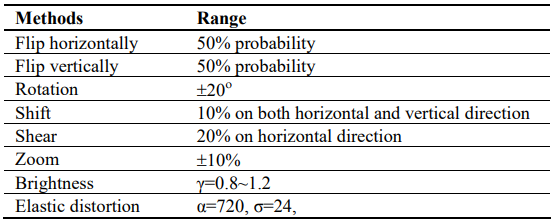 Methods Range
Flip horizontally 50% probability
Flip vertically 50% probability
Rotation ±20°
Shift 10% on both horizontal and vertical direction
Shear 20% on horizontal direction
Zoom ±10%
Brightness γ=0.8~1.2
Elastic distortion α=720, σ=24,